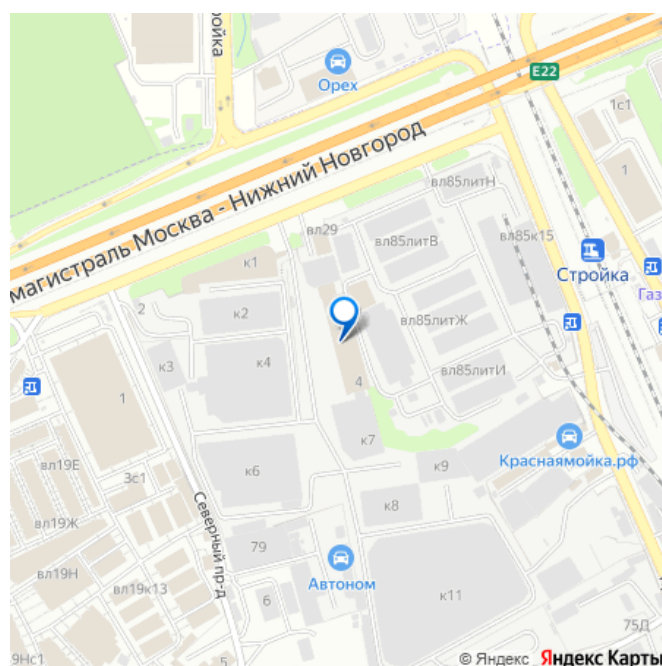 ройка
Орех
E22
1с1
1
магистраль Москва - Нижний Новгород
вл85литН
вл29
вл85литВ
вл85к15
к1
Стройка
Газ
2
к2
вл85литЖ
к3
к4
4
вл85литИ
1
к7
Краснаямойка.рф
вл19Е
3с1
к6
к9
вл19Ж
Северный пр-д
к8
79
вл19Н
вл19к13
Автоном
6
к11
75Д
9Нс1
5
© Яндекс Яндекс Карты